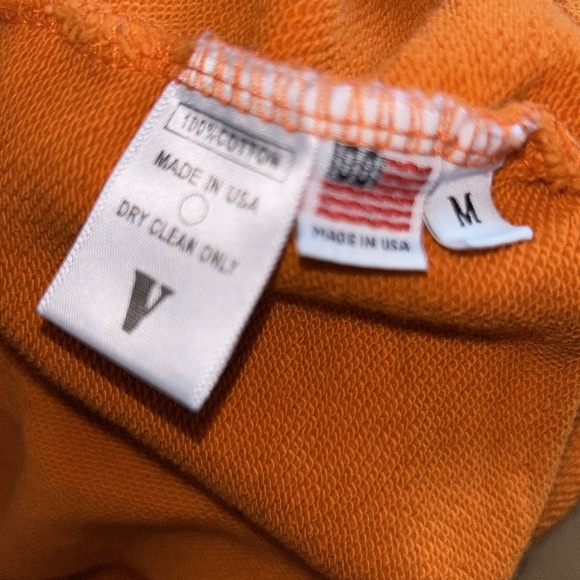 100% COTTON
MADE IN USA
DRY CLEAN ONLY
V
MADE IN USA
M